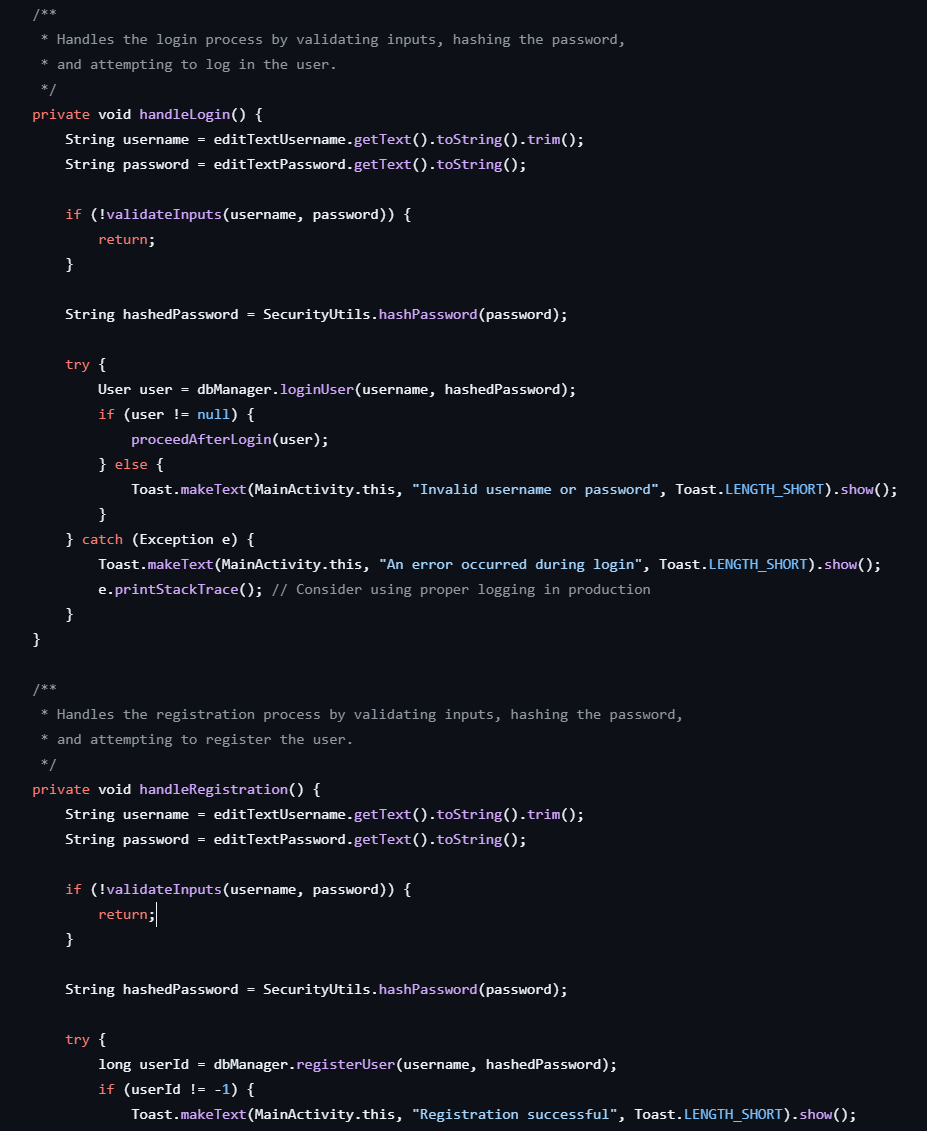 /**
 * Handles the login process by validating inputs, hashing the password,
 * and attempting to log in the user.
 */
private void handleLogin() {
    String username = editTextUsername.getText().toString().trim();
    String password = editTextPassword.getText().toString();

    if (!validateInputs(username, password)) {
        return;
    }

    String hashedPassword = SecurityUtils.hashPassword(password);

    try {
        User user = dbManager.loginUser(username, hashedPassword);
        if (user != null) {
            proceedAfterLogin(user);
        } else {
            Toast.makeText(MainActivity.this, "Invalid username or password", Toast.LENGTH_SHORT).show();
        }
    } catch (Exception e) {
        Toast.makeText(MainActivity.this, "An error occurred during login", Toast.LENGTH_SHORT).show();
        e.printStackTrace(); // Consider using proper logging in production
    }
}

/**
 * Handles the registration process by validating inputs, hashing the password,
 * and attempting to register the user.
 */
private void handleRegistration() {
    String username = editTextUsername.getText().toString().trim();
    String password = editTextPassword.getText().toString();

    if (!validateInputs(username, password)) {
        return;
    }

    String hashedPassword = SecurityUtils.hashPassword(password);

    try {
        long userId = dbManager.registerUser(username, hashedPassword);
        if (userId != -1) {
            Toast.makeText(MainActivity.this, "Registration successful", Toast.LENGTH_SHORT).show();